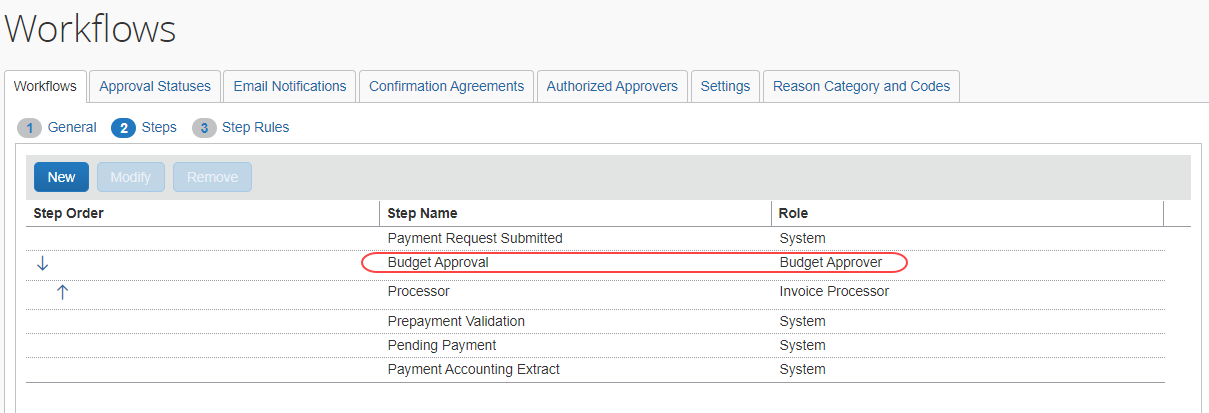 Workflows
Workflows Approval Statuses Email Notifications Confirmation Agreements Authorized Approvers Settings Reason Category and Codes
1 General 2 Steps 3 Step Rules
New Modify Remove
Step Order Step Name Role
Payment Request Submitted System
Budget Approval Budget Approver
Processor Invoice Processor
Prepayment Validation System
Pending Payment System
Payment Accounting Extract System